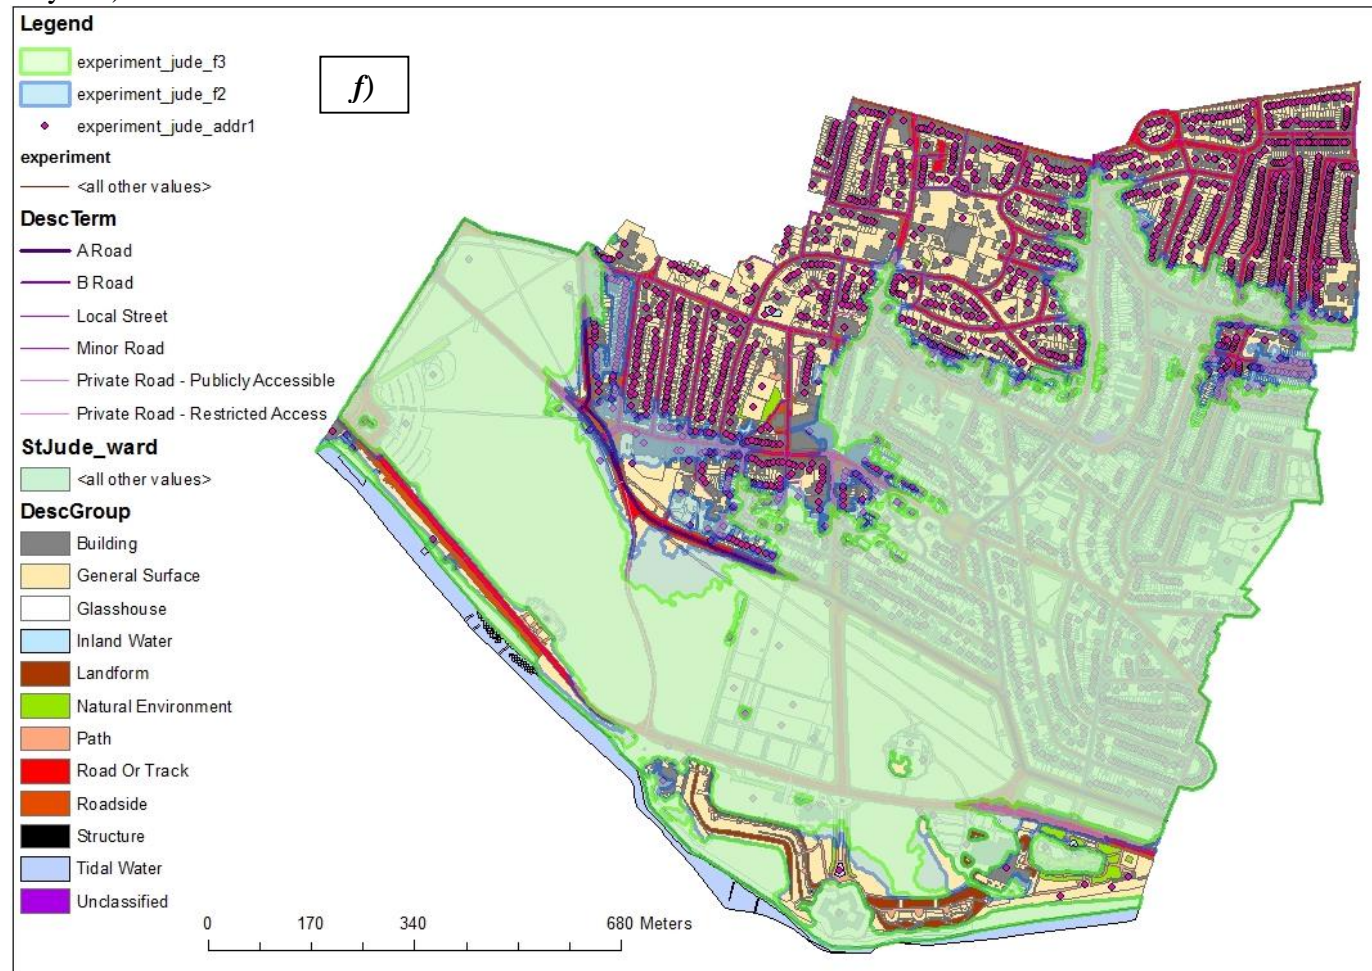 Legend
experiment_jude_f3
experiment_jude_f2
experiment_jude_addr1
experiment
<all other values>
DescTerm
A Road
B Road
Local Street
Minor Road
Private Road - Publicly Accessible
Private Road - Restricted Access
StJude_ward
<all other values>
DescGroup
Building
General Surface
Glasshouse
Inland Water
Landform
Natural Environment
Path
Road Or Track
Roadside
Structure
Tidal Water
Unclassified
f)
0 170 340 680 Meters